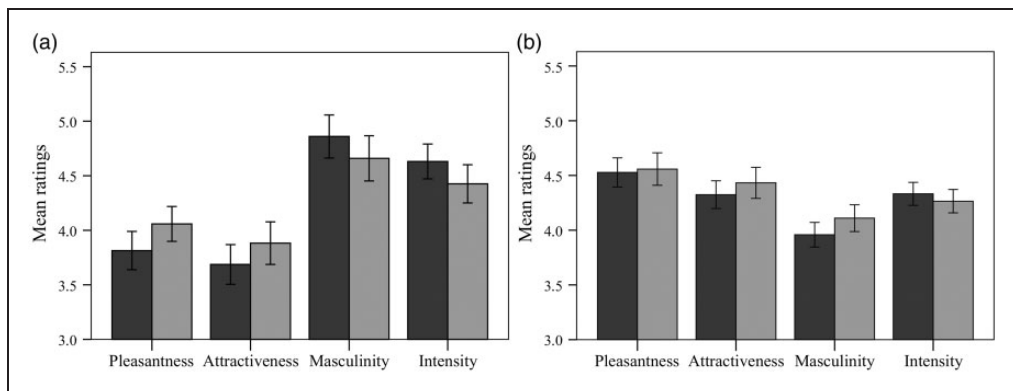 (a)
5.5
5.0
4.5
4.0
3.5
3.0
Mean ratings
Pleasantness Attractiveness Masculinity Intensity
(b)
5.5
5.0
4.5
4.0
3.5
3.0
Mean ratings
Pleasantness Attractiveness Masculinity Intensity